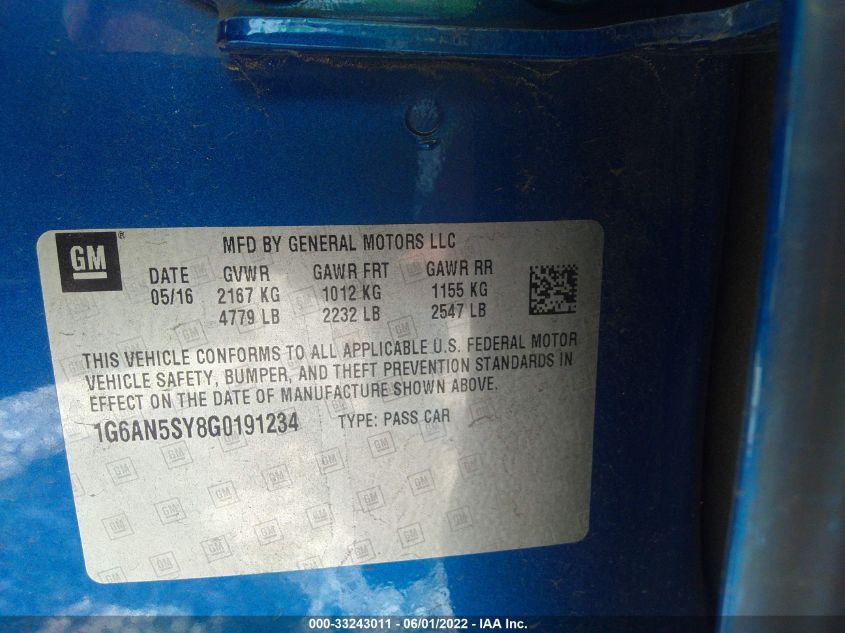 GM
MFD BY GENERAL MOTORS LLC
DATE GVWR GAWR FRT GAWR RR
05/16 2167 KG 1012 KG 1155 KG
4779 LB 2232 LB 2547 LB
THIS VEHICLE CONFORMS TO ALL APPLICABLE U.S. FEDERAL MOTOR
VEHICLE SAFETY, BUMPER, AND THEFT PREVENTION STANDARDS IN
EFFECT ON THE DATE OF MANUFACTURE SHOWN ABOVE.
1G6AN5SY8G0191234 TYPE: PASS CAR
000-33243011 - 06/01/2022 - IAA Inc.